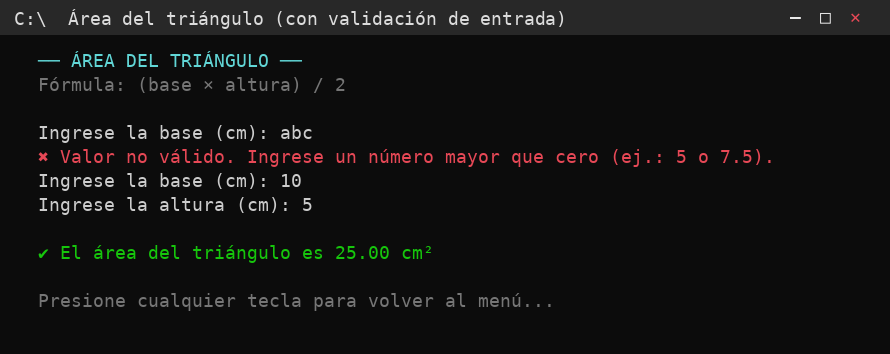 C:\ Área del triángulo (con validación de entrada)
── ÁREA DEL TRIÁNGULO ──
Fórmula: (base × altura) / 2
Ingrese la base (cm): abc
✖ Valor no válido. Ingrese un número mayor que cero (ej.: 5 o 7.5).
Ingrese la base (cm): 10
Ingrese la altura (cm): 5
✔ El área del triángulo es 25.00 cm²
Presione cualquier tecla para volver al menú...